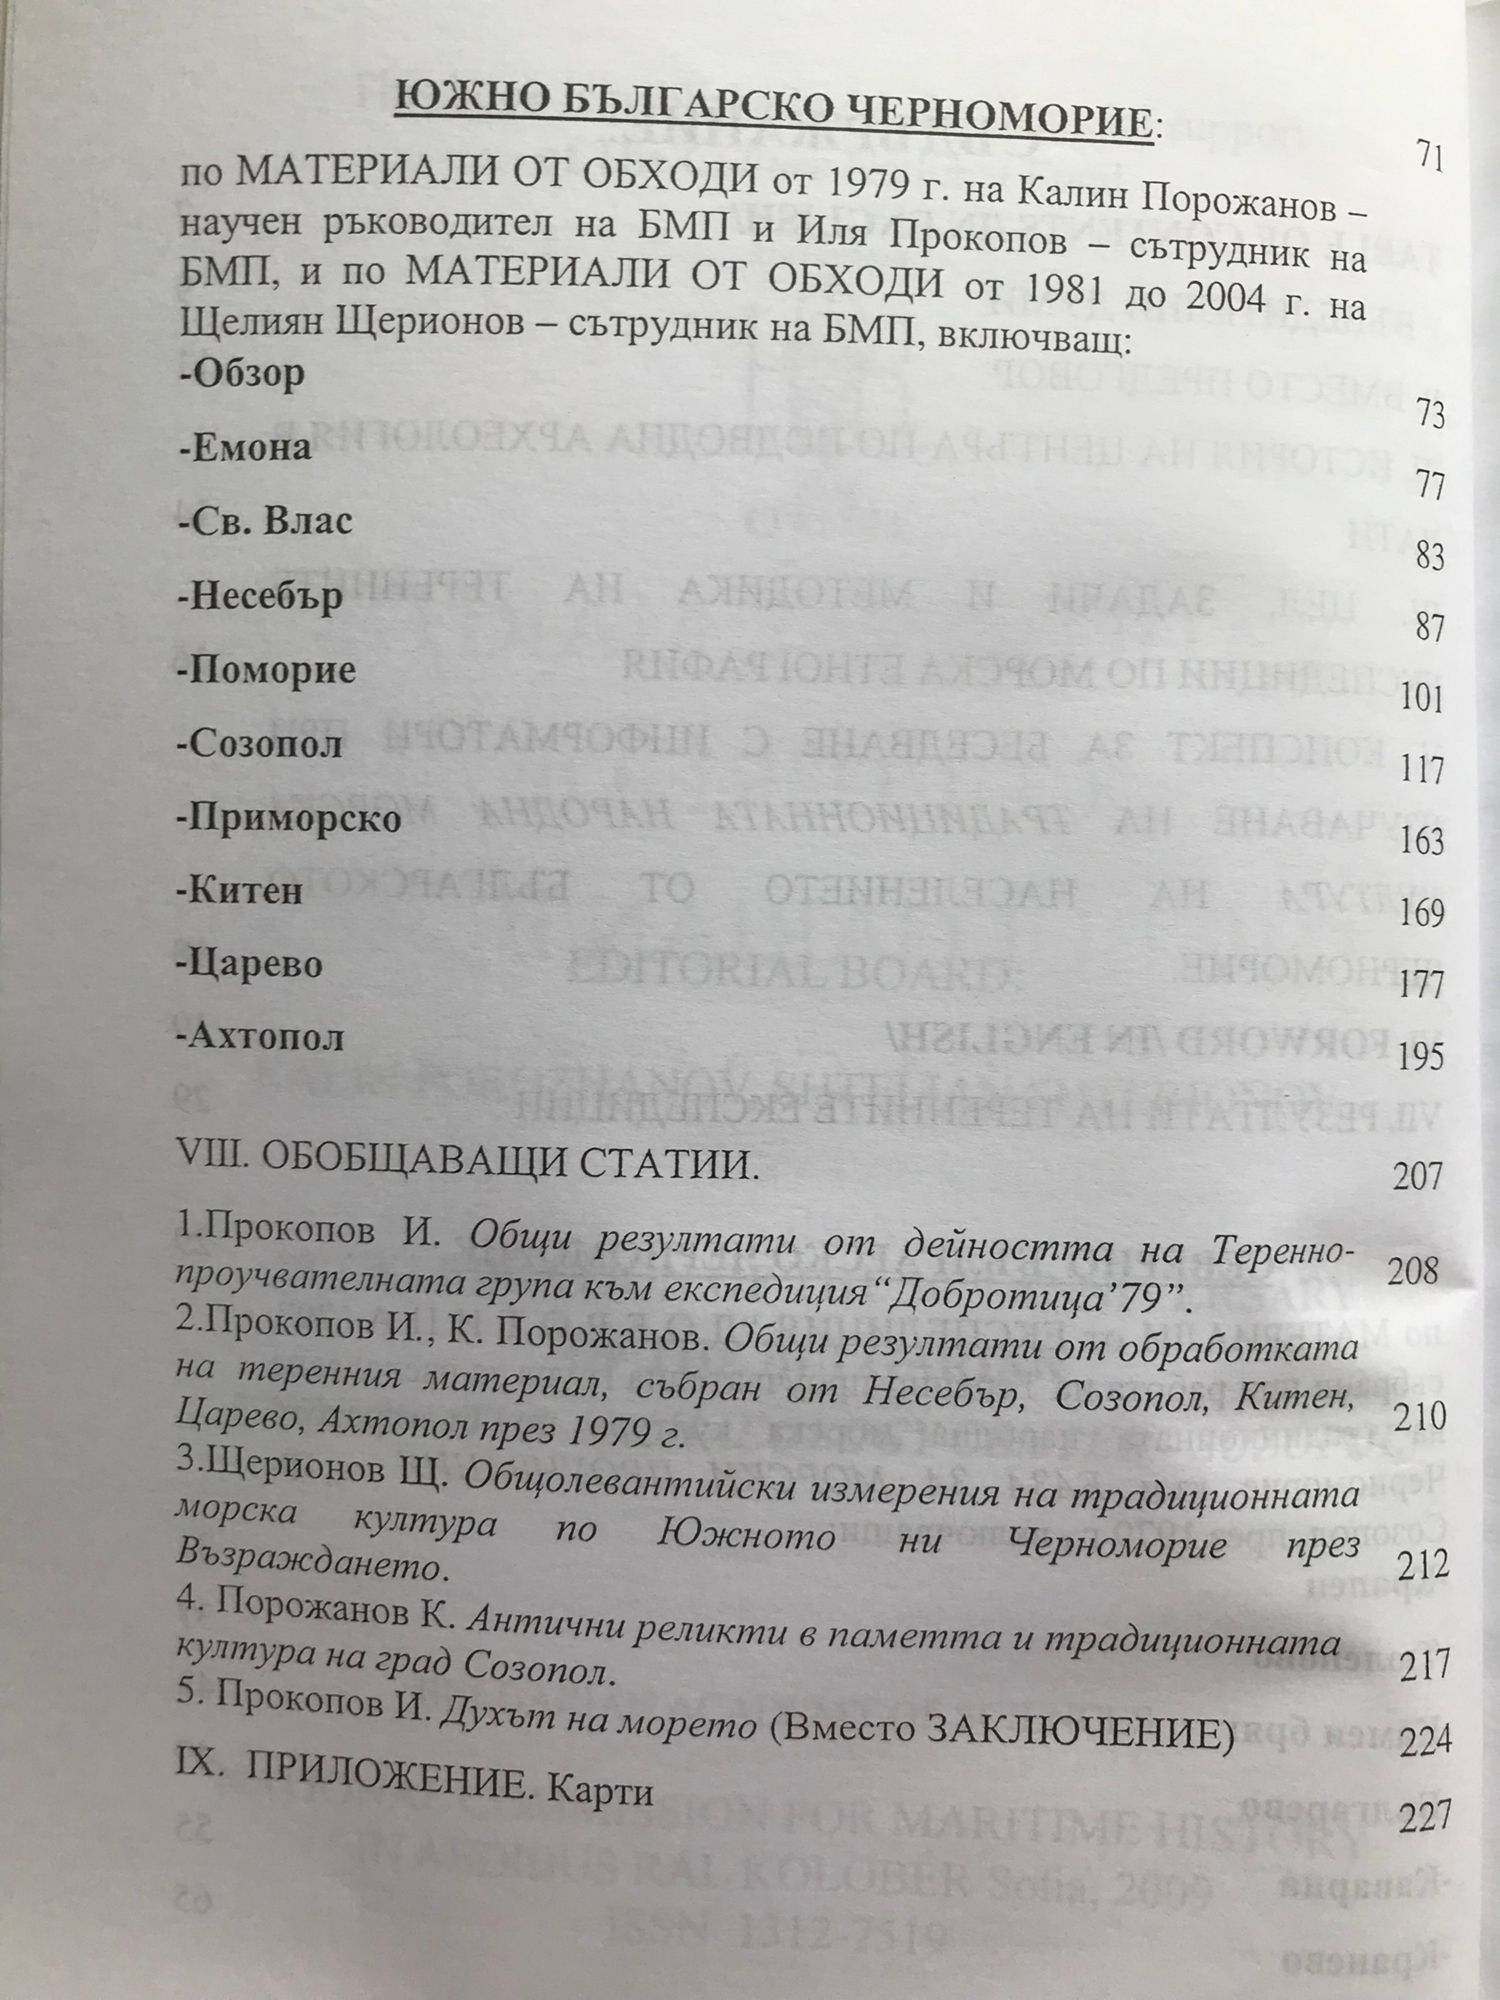 ЮЖНО БЪЛГАРСКО ЧЕРНОМОРИЕ: 71
по МАТЕРИАЛИ ОТ ОБХОДИ от 1979 г. на Калин Порожанов –
научен ръководител на БМП и Иля Прокопов – сътрудник на
БМП, и по МАТЕРИАЛИ ОТ ОБХОДИ от 1981 до 2004 г. на
Щелиян Щерионов – сътрудник на БМП, включващ:
-Обзор 73
-Емона 77
-Св. Влас 83
-Несебър 87
-Поморие 101
-Созопол 117
-Приморско 163
-Китен 169
-Царево 177
-Ахтопол 195
VIII. ОБОБЩАВАЩИ СТАТИИ. 207
1.Прокопов И. Общи резултати от дейността на Теренно-
проучвателната група към експедиция “Добротица’79”. 208
2.Прокопов И., К. Порожанов. Общи резултати от обработката
на теренния материал, събран от Несебър, Созопол, Китен,
Царево, Ахтопол през 1979 г. 210
3.Щерионов Щ. Общолевантийски измерения на традиционната
морска култура по Южното ни Черноморие през
Възраждането. 212
4. Порожанов К. Антични реликти в паметта и традиционната
култура на град Созопол. 217
5. Прокопов И. Духът на морето (Вместо ЗАКЛЮЧЕНИЕ) 224
IX. ПРИЛОЖЕНИЕ. Карти 227